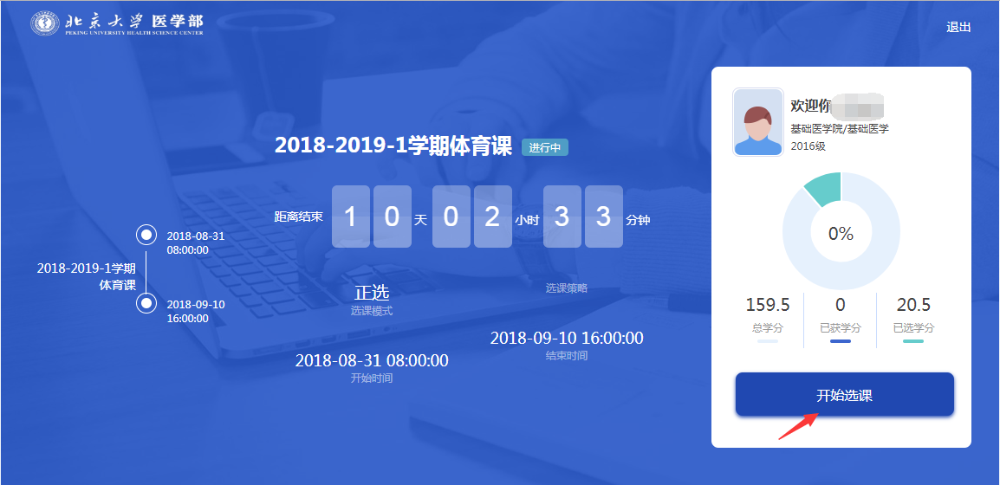 北京大学 医学部
PEKING UNIVERSITY HEALTH SCIENCE CENTER
退出
2018-2019-1学期体育课 进行中
距离结束 1 0 天 0 2 小时 3 3 分钟
2018-08-31
08:00:00
2018-2019-1学期
体育课
2018-09-10
16:00:00
正选
选课模式
选课策略
2018-08-31 08:00:00
开始时间
2018-09-10 16:00:00
结束时间
欢迎你
基础医学院/基础医学
2016级
0%
159.5 0 20.5
总学分 已获学分 已选学分
开始选课